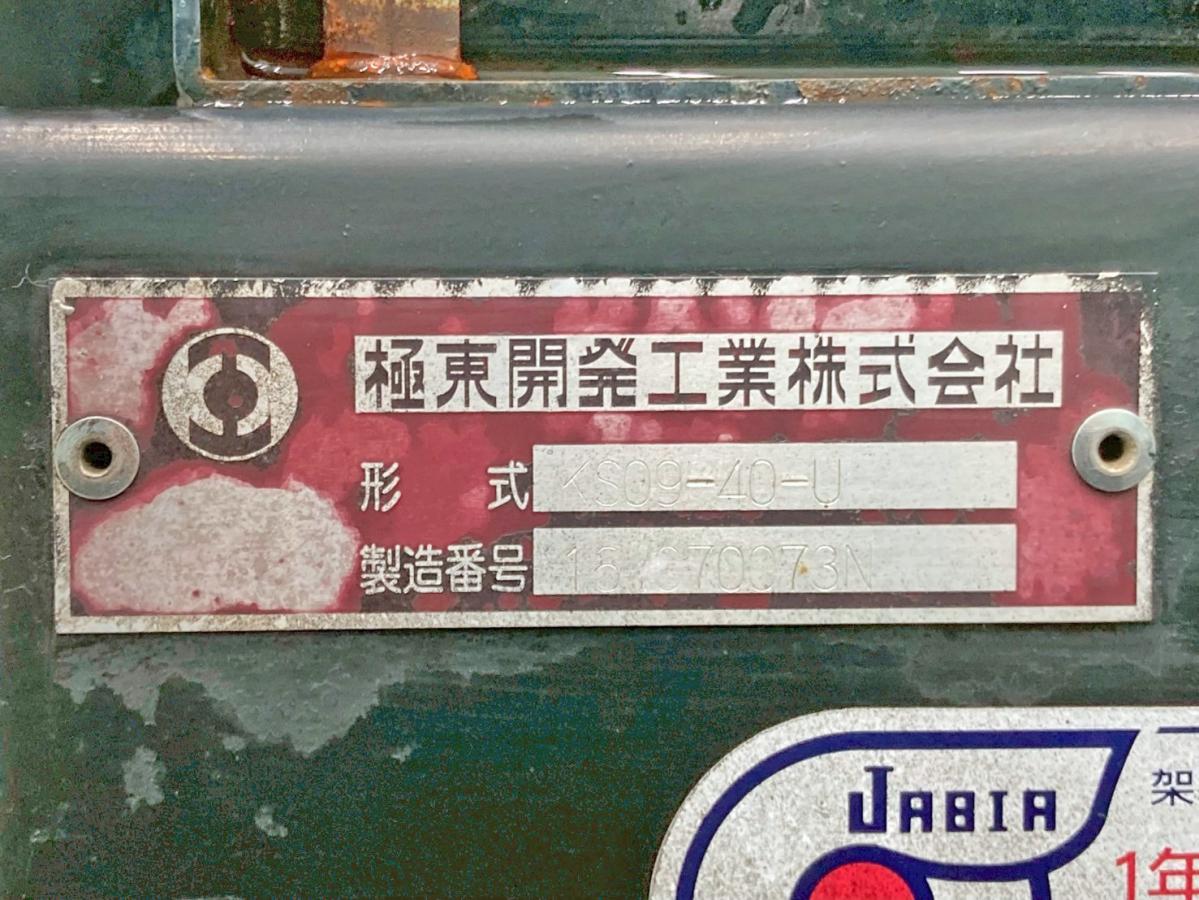 極東開発工業株式会社
形 式 KS09-40-U
製造番号
JABIA
架
1年